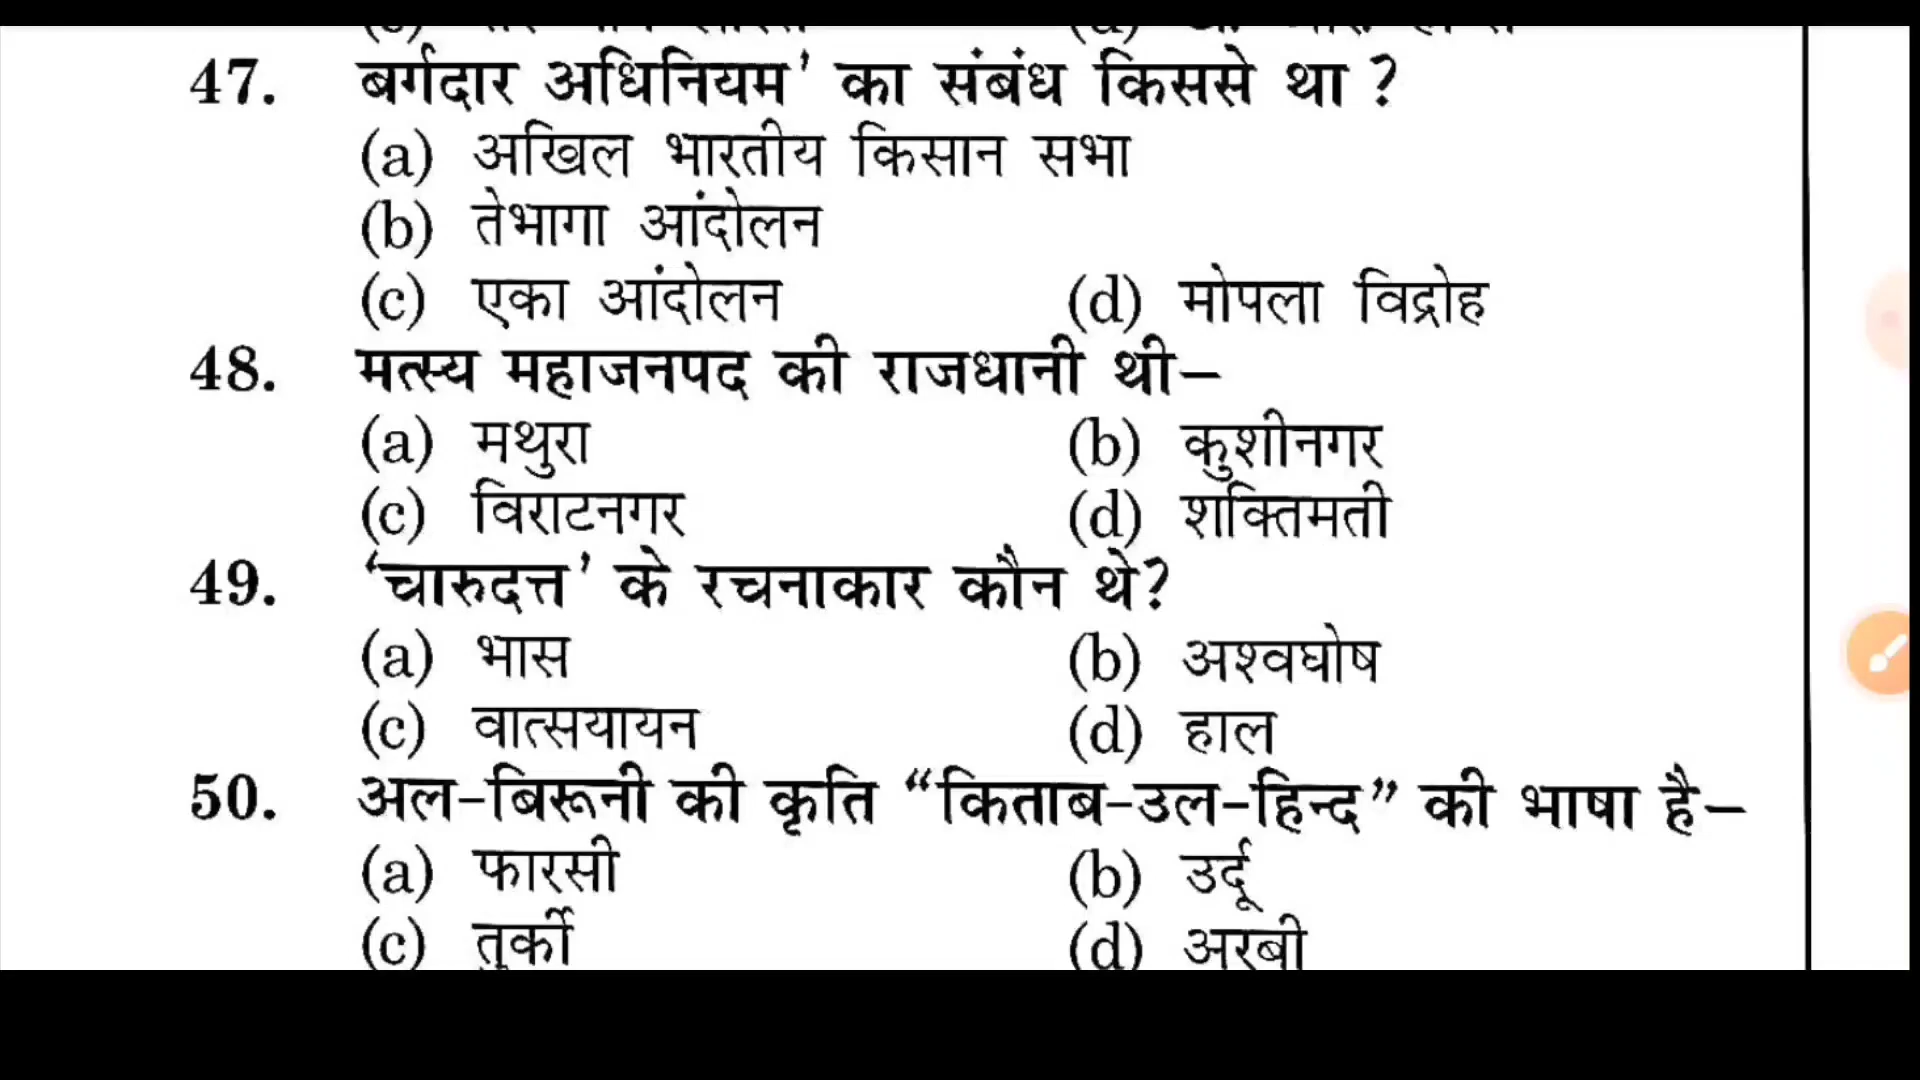 47. बर्गदार अधिनियम' का संबंध किससे था ?
(a) अखिल भारतीय किसान सभा
(b) तेभागा आंदोलन
(c) एका आंदोलन (d) मोपला विद्रोह
48. मत्स्य महाजनपद की राजधानी थी–
(a) मथुरा (b) कुशीनगर
(c) विराटनगर (d) शक्तिमती
49. 'चारुदत्त' के रचनाकार कौन थे?
(a) भास (b) अश्वघोष
(c) वात्सयायन (d) हाल
50. अल-बिरूनी की कृति “किताब-उल-हिन्द” की भाषा है–
(a) फारसी (b) उर्दू
(c) तुर्की (d) अरबी